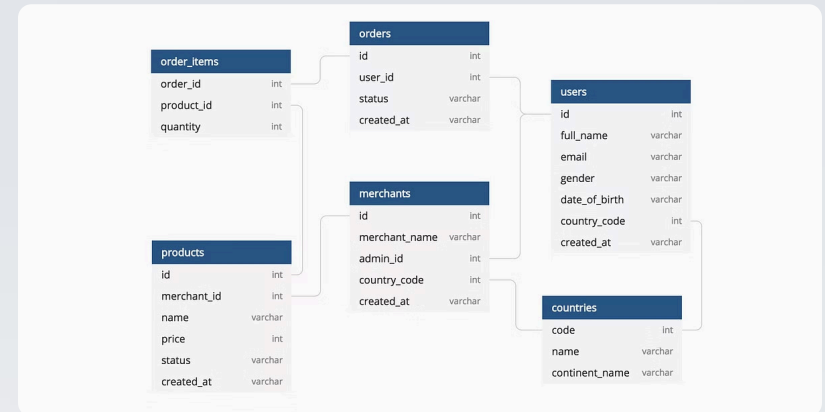 orders
id int
user_id int
status varchar
created_at varchar
order_items
order_id int
product_id int
quantity int
users
id int
full_name varchar
email varchar
gender varchar
date_of_birth varchar
country_code int
created_at varchar
merchants
id int
merchant_name varchar
admin_id int
country_code int
created_at varchar
products
id int
merchant_id int
name varchar
price int
status varchar
created_at varchar
countries
code int
name varchar
continent_name varchar